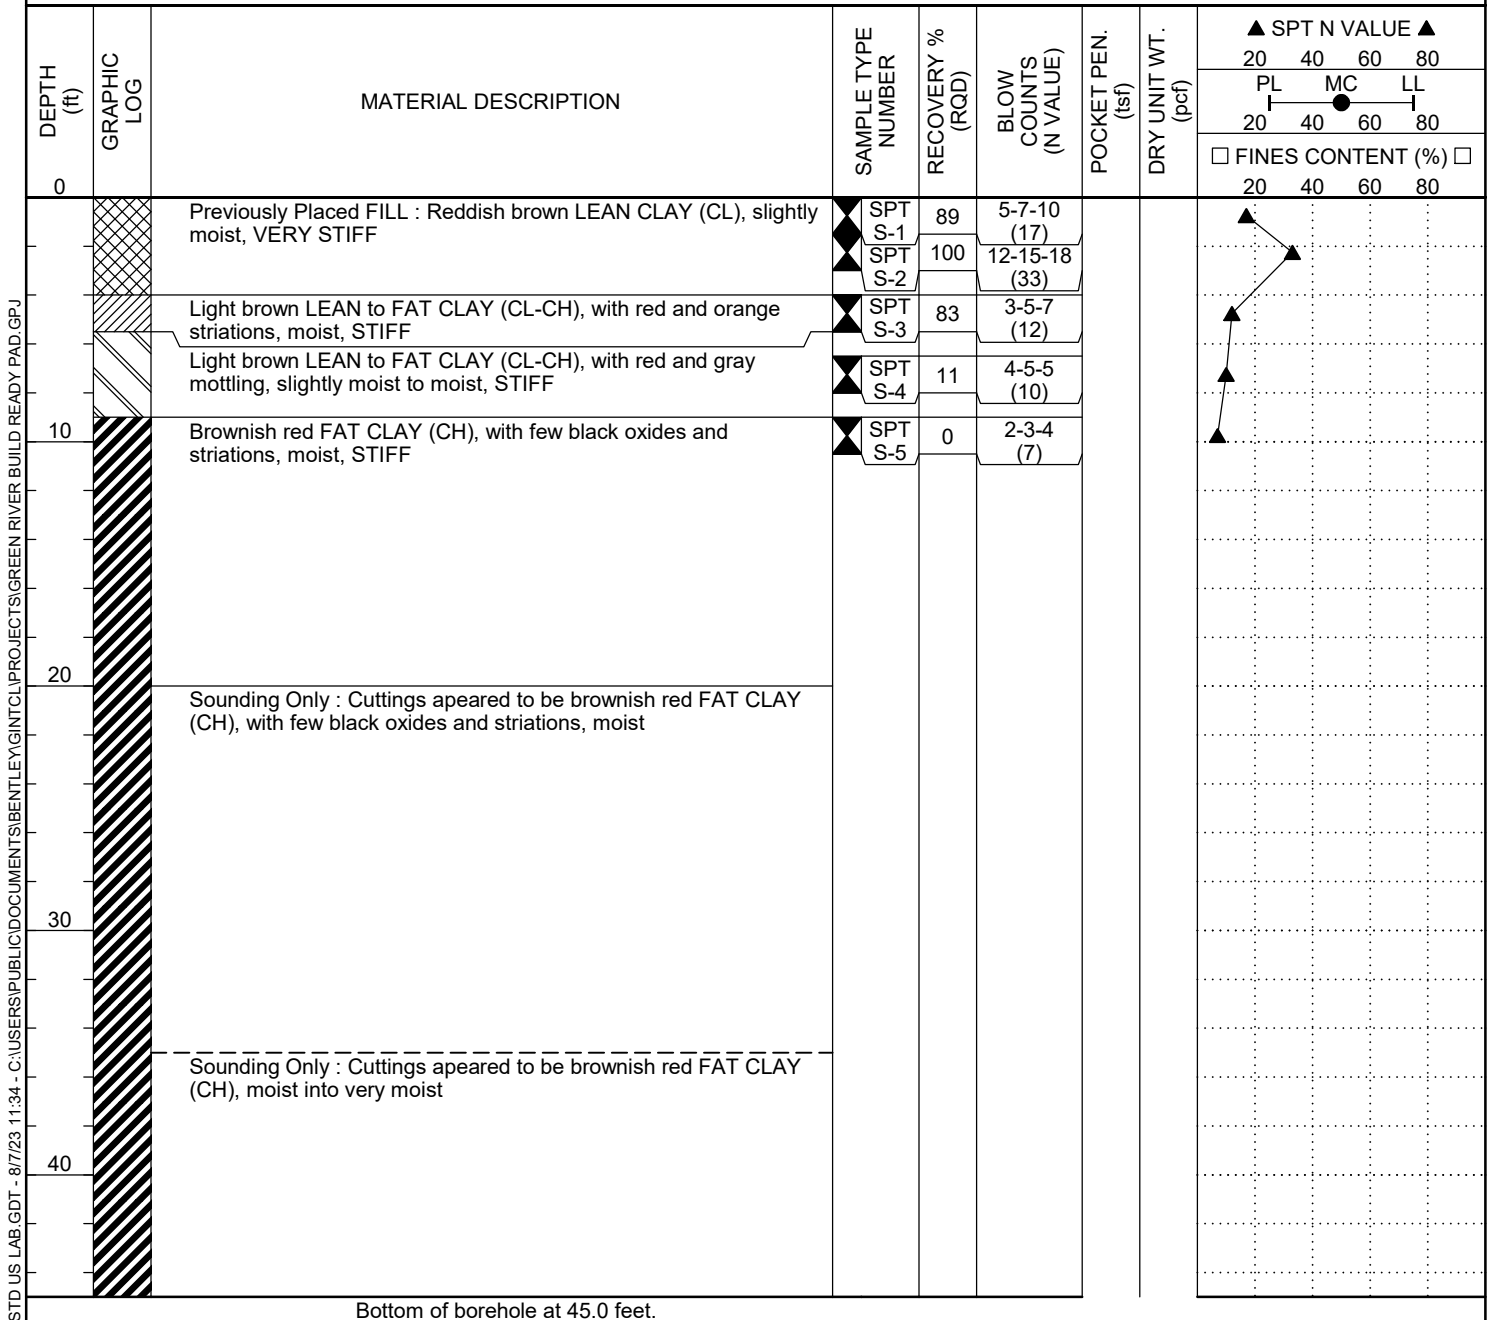 DEPTH
(ft)
GRAPHIC
LOG
MATERIAL DESCRIPTION
SAMPLE TYPE
NUMBER
RECOVERY %
(RQD)
BLOW
COUNTS
(N VALUE)
POCKET PEN.
(tsf)
DRY UNIT WT.
(pcf)
▲ SPT N VALUE ▲
20 40 60 80
PL MC LL
20 40 60 80
□ FINES CONTENT (%) □
20 40 60 80
0
Previously Placed FILL : Reddish brown LEAN CLAY (CL), slightly
moist, VERY STIFF
SPT
S-1
89
5-7-10
(17)
SPT
S-2
100
12-15-18
(33)
Light brown LEAN to FAT CLAY (CL-CH), with red and orange
striations, moist, STIFF
SPT
S-3
83
3-5-7
(12)
Light brown LEAN to FAT CLAY (CL-CH), with red and gray
mottling, slightly moist to moist, STIFF
SPT
S-4
11
4-5-5
(10)
10
Brownish red FAT CLAY (CH), with few black oxides and
striations, moist, STIFF
SPT
S-5
0
2-3-4
(7)
20
Sounding Only : Cuttings apeared to be brownish red FAT CLAY
(CH), with few black oxides and striations, moist
30
Sounding Only : Cuttings apeared to be brownish red FAT CLAY
(CH), moist into very moist
40
Bottom of borehole at 45.0 feet.
STD US LAB.GDT - 8/7/23 11:34 - C:\USERS\PUBLIC\DOCUMENTS\BENTLEY\GINTCL\PROJECTS\GREEN RIVER BUILD READY PAD.GPJ